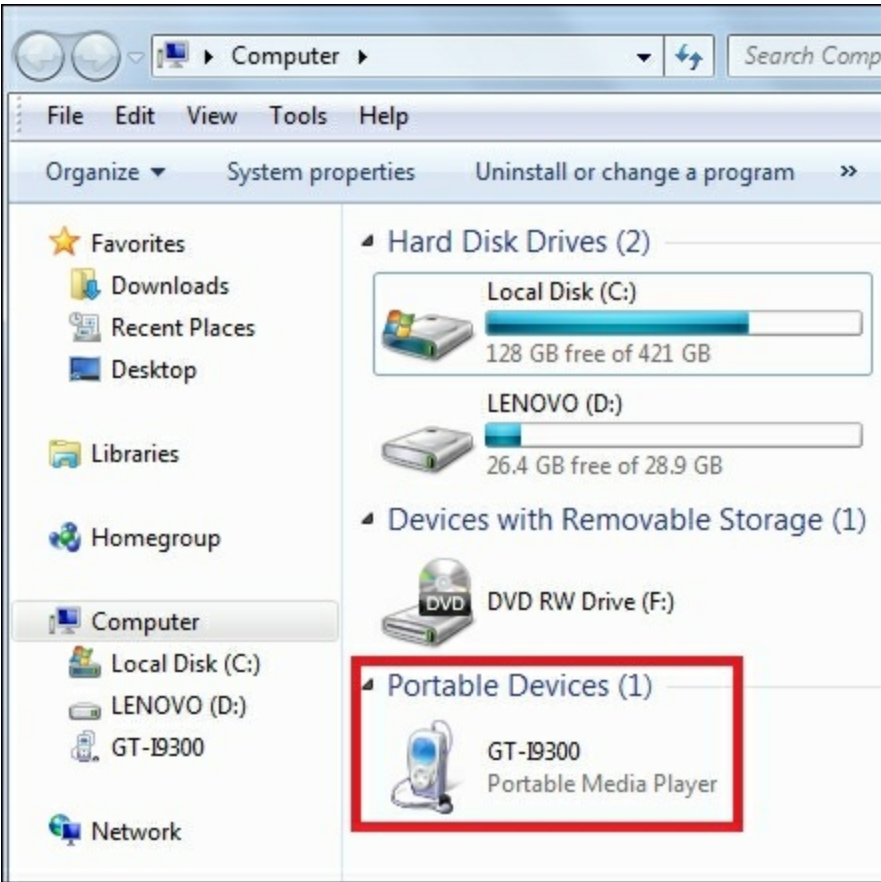 Computer
Search Comp
File Edit View Tools Help
Organize System properties Uninstall or change a program »
Favorites
Downloads
Recent Places
Desktop
Libraries
Homegroup
Computer
Local Disk (C:)
LENOVO (D:)
GT-I9300
Network
Hard Disk Drives (2)
Local Disk (C:)
128 GB free of 421 GB
LENOVO (D:)
26.4 GB free of 28.9 GB
Devices with Removable Storage (1)
DVD
DVD RW Drive (F:)
Portable Devices (1)
GT-I9300
Portable Media Player